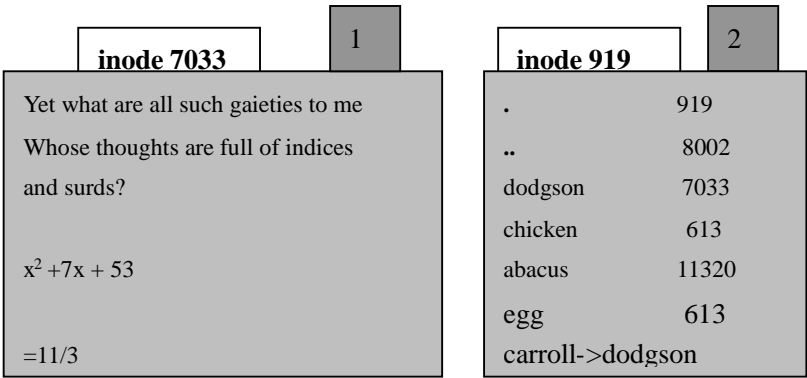 inode 7033
1
Yet what are all such gaieties to me
Whose thoughts are full of indices
and surds?
x² +7x + 53
=11/3
inode 919
2
. 919
.. 8002
dodgson 7033
chicken 613
abacus 11320
egg 613
carroll->dodgson